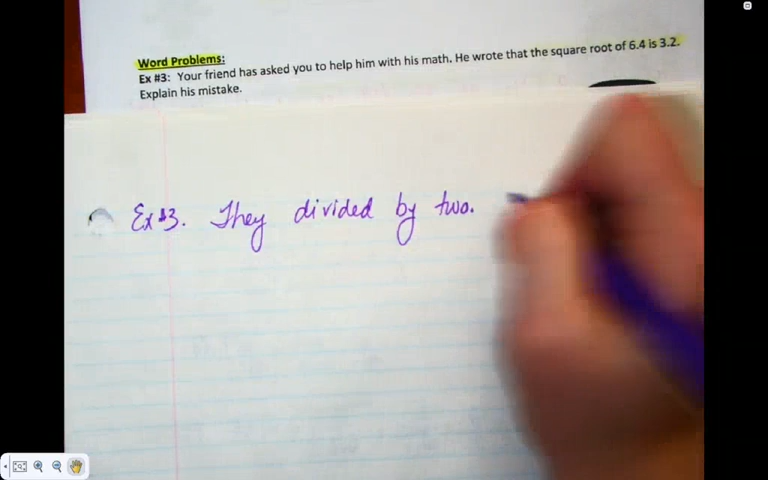 Word Problems:
Ex #3: Your friend has asked you to help him with his math. He wrote that the square root of 6.4 is 3.2.
Explain his mistake.
Ex #3. They divided by two.